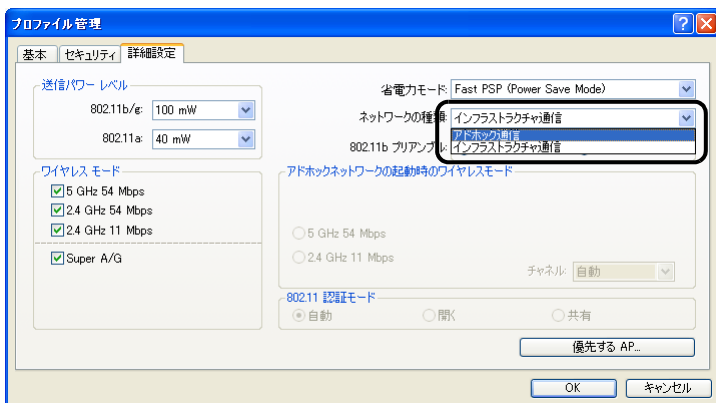 プロファイル管理
基本 セキュリティ 詳細設定
送信パワー レベル
802.11b/g: 100 mW
802.11a: 40 mW
省電力モード: Fast PSP (Power Save Mode)
ネットワークの種類: インフラストラクチャ通信
アドホック通信
インフラストラクチャ通信
802.11b プリアンブル:
ワイヤレス モード
5 GHz 54 Mbps
2.4 GHz 54 Mbps
2.4 GHz 11 Mbps
Super A/G
アドホックネットワークの起動時のワイヤレスモード
5 GHz 54 Mbps
2.4 GHz 11 Mbps
チャネル: 自動
802.11 認証モード
自動 開く 共有
優先する AP...
OK キャンセル